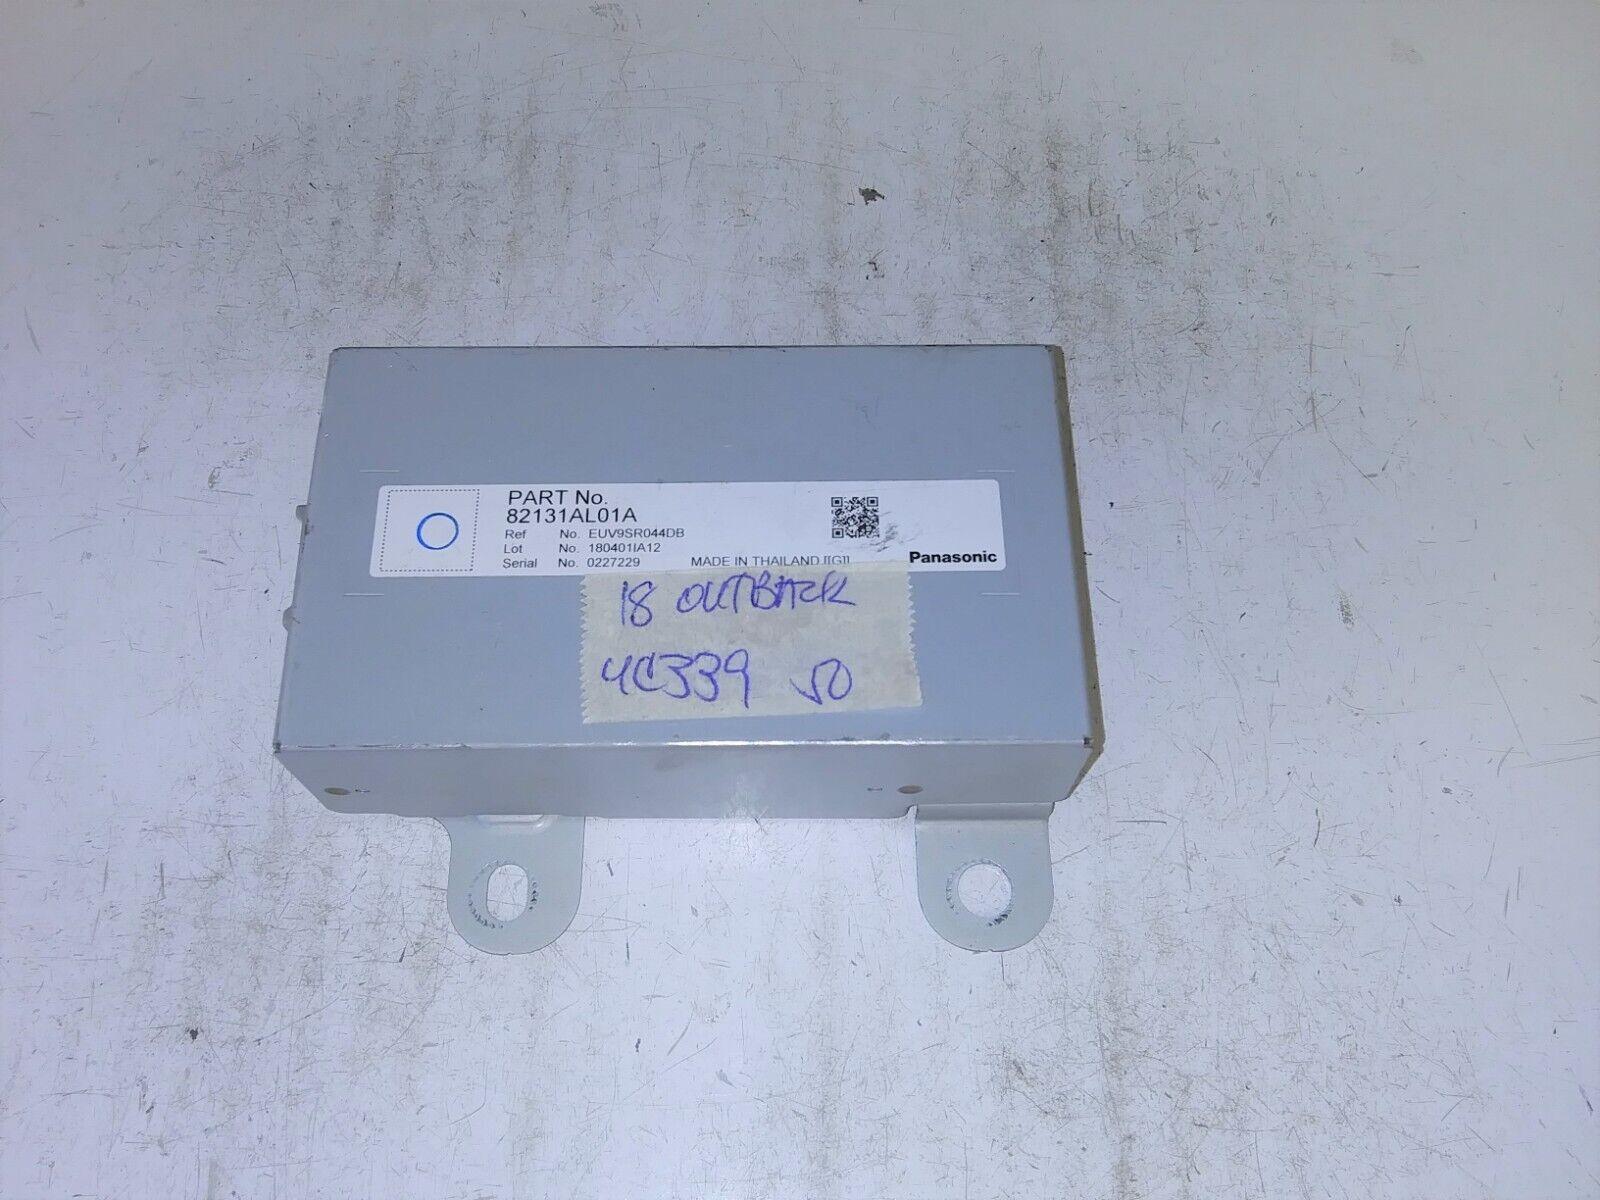 PART No.
82131AL01A
Ref No. EUV9SR044DB
Lot No. 180401IA12
Serial No. 0227229 MADE IN THAILAND [[G]]
Panasonic
18 OUTBACK
4C339 50